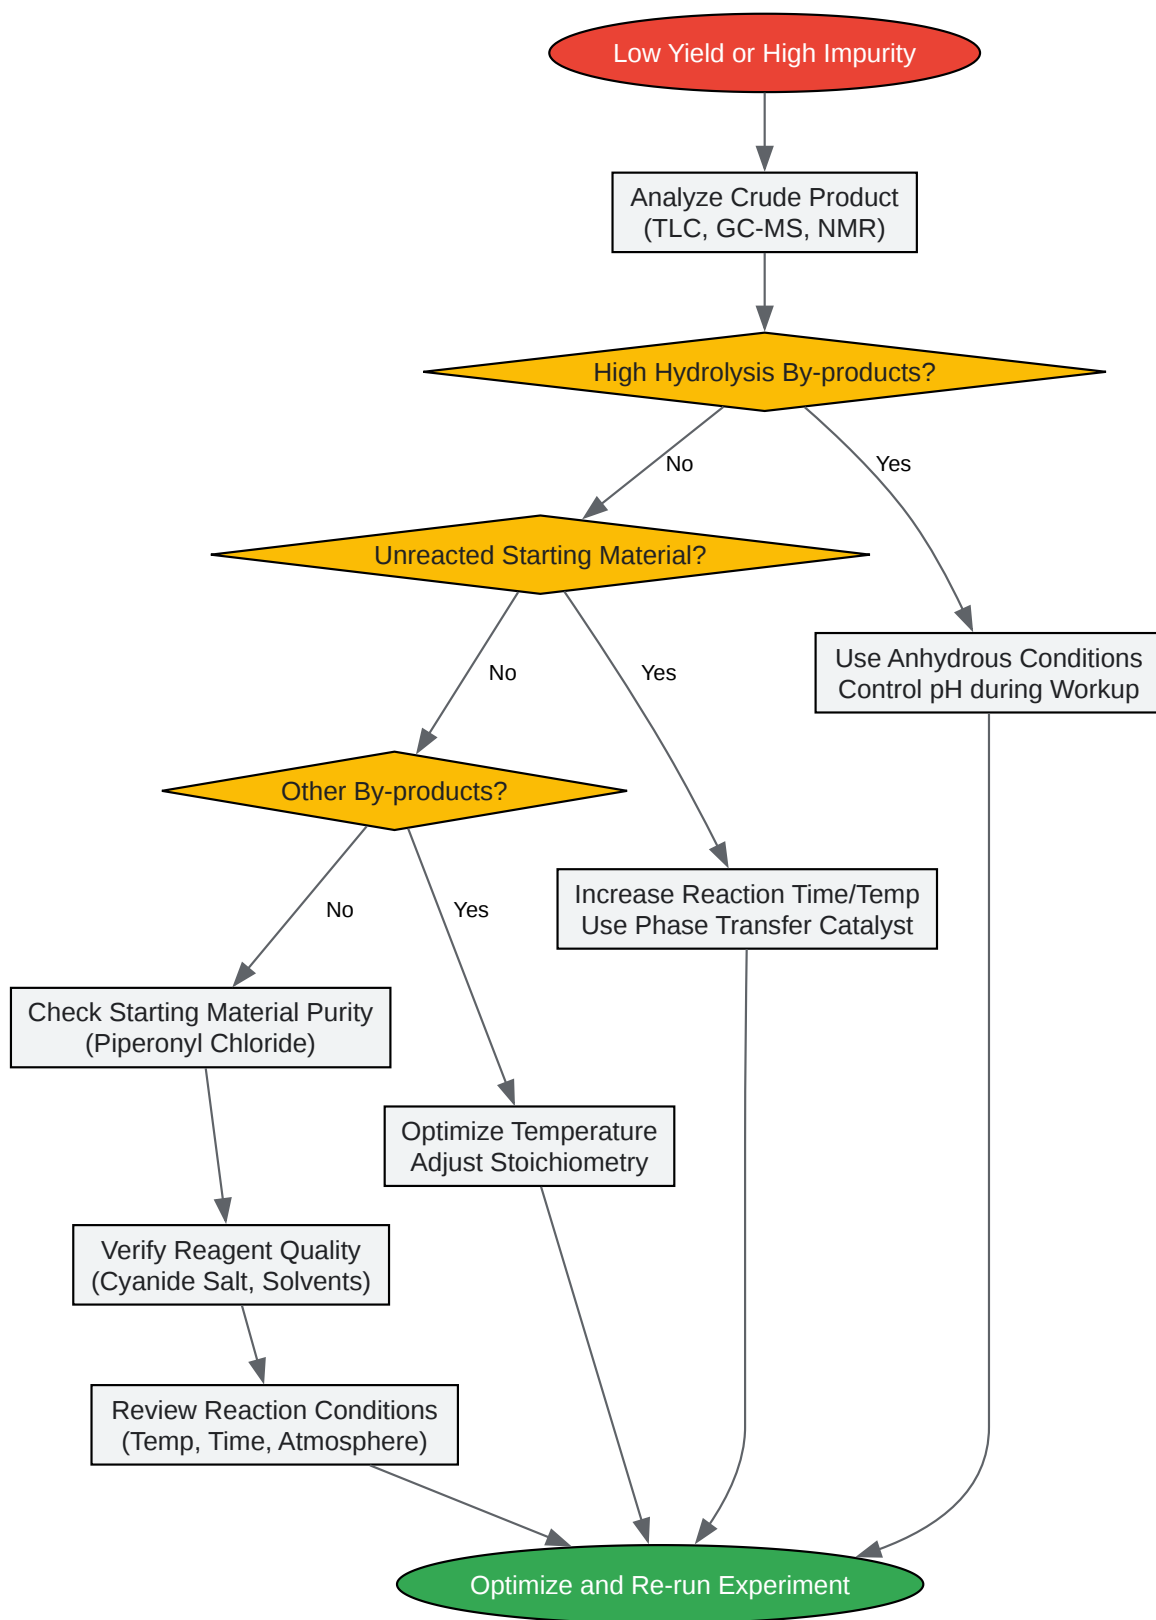 Low Yield or High Impurity
Analyze Crude Product
(TLC, GC-MS, NMR)
High Hydrolysis By-products?
No
Yes
Unreacted Starting Material?
No
Yes
Use Anhydrous Conditions
Control pH during Workup
Other By-products?
No
Yes
Increase Reaction Time/Temp
Use Phase Transfer Catalyst
Check Starting Material Purity
(Piperonyl Chloride)
Optimize Temperature
Adjust Stoichiometry
Verify Reagent Quality
(Cyanide Salt, Solvents)
Review Reaction Conditions
(Temp, Time, Atmosphere)
Optimize and Re-run Experiment